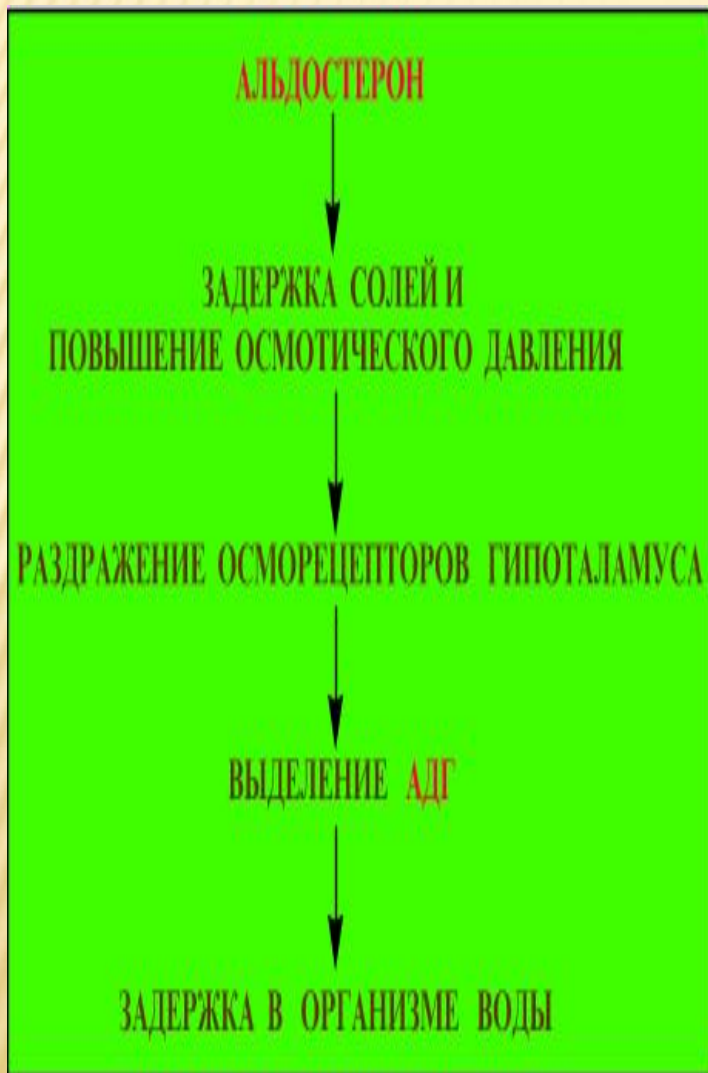 АЛЬДОСТЕРОН
ЗАДЕРЖКА СОЛЕЙ И
ПОВЫШЕНИЕ ОСМОТИЧЕСКОГО ДАВЛЕНИЯ
РАЗДРАЖЕНИЕ ОСМОРЕЦЕПТОРОВ ГИПОТАЛАМУСА
ВЫДЕЛЕНИЕ АДГ
ЗАДЕРЖКА В ОРГАНИЗМЕ ВОДЫ